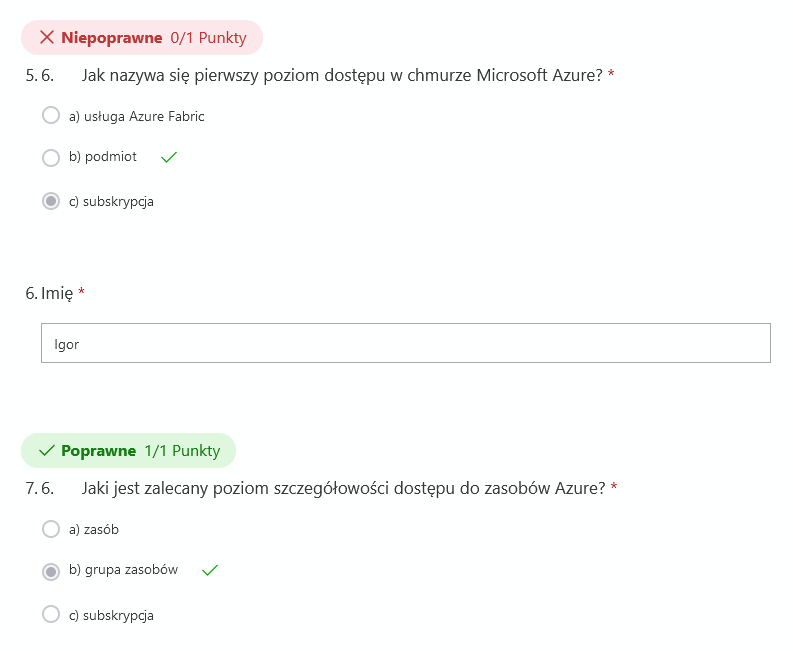 Niepoprawne 0/1 Punkty
5. 6. Jak nazywa się pierwszy poziom dostępu w chmurze Microsoft Azure? *
a) usługa Azure Fabric
b) podmiot
c) subskrypcja
6. Imię *
Igor
Poprawne 1/1 Punkty
7. 6. Jaki jest zalecany poziom szczegółowości dostępu do zasobów Azure? *
a) zasób
b) grupa zasobów
c) subskrypcja